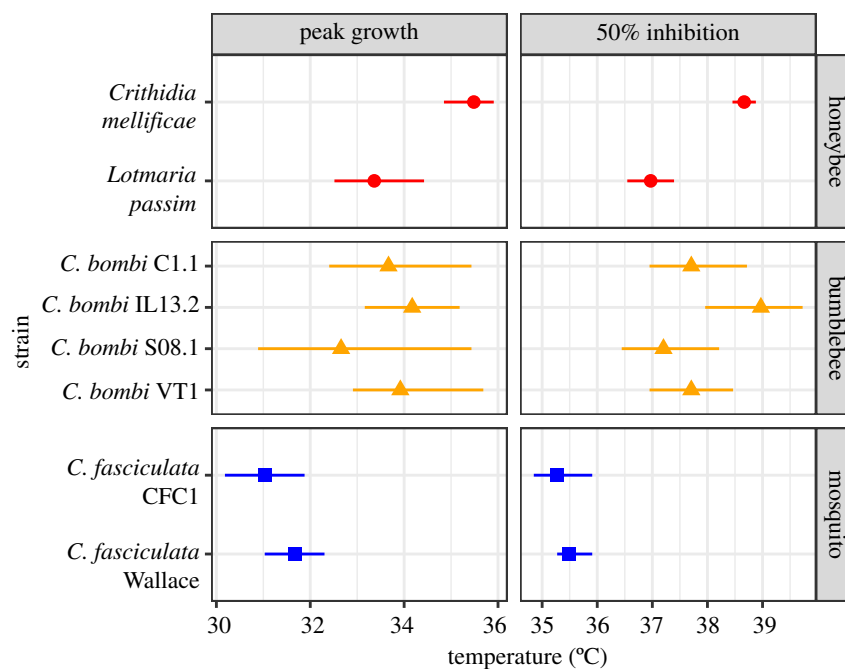 peak growth
50% inhibition
Crithidia
mellificae
Lotmaria
passim
honeybee
C. bombi C1.1
C. bombi IL13.2
C. bombi S08.1
C. bombi VT1
bumblebee
strain
C. fasciculata
CFC1
C. fasciculata
Wallace
mosquito
30 32 34 36
35 36 37 38 39
temperature (ºC)